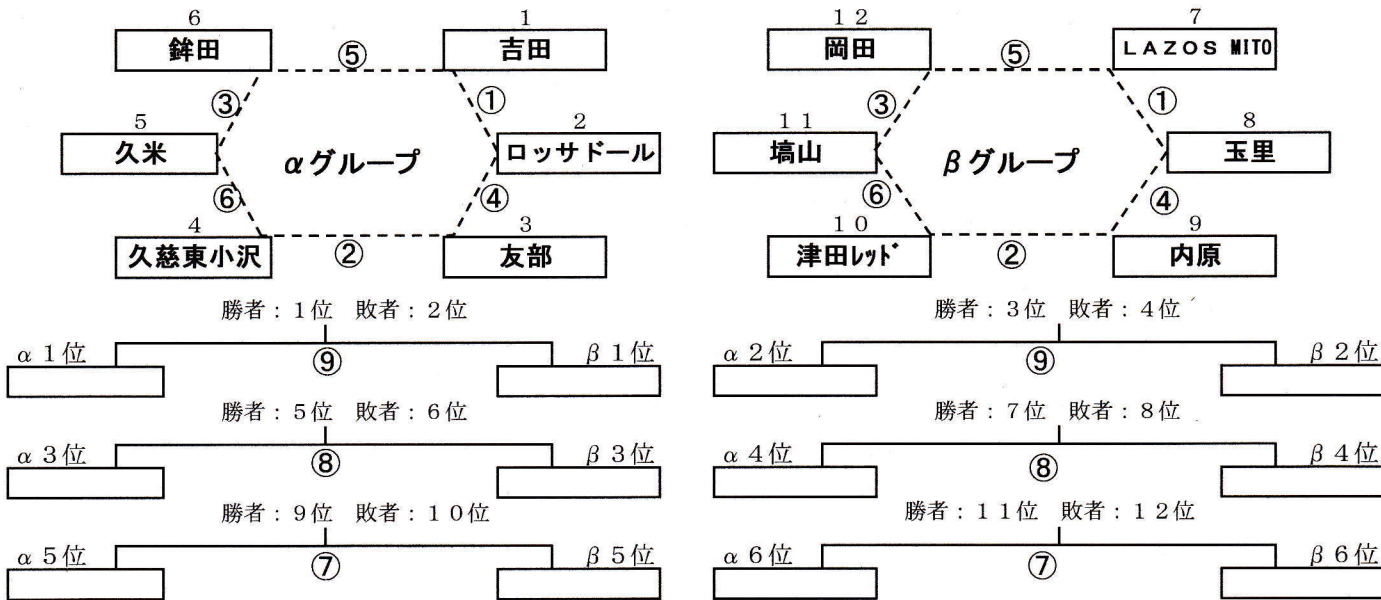 6 1 12 7
鉾田 ⑤ 吉田 岡田 ⑤ LAZOS MITO
③ ① ③ ①
5 2 11 8
久米 αグループ ロッサドール 塙山 βグループ 玉里
⑥ ④ ⑥ ④
4 3 10 9
久慈東小沢 ② 友部 津田レッド ② 内原
勝者：1位 敗者：2位 勝者：3位 敗者：4位
α1位 ⑨ β1位 α2位 ⑨ β2位
勝者：5位 敗者：6位 勝者：7位 敗者：8位
α3位 ⑧ β3位 α4位 ⑧ β4位
勝者：9位 敗者：10位 勝者：11位 敗者：12位
α5位 ⑦ β5位 α6位 ⑦ β6位